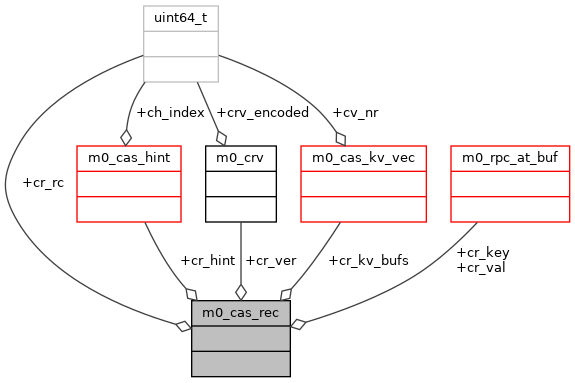 uint64_t
+ch_index
+crv_encoded
+cv_nr
m0_cas_hint
m0_crv
m0_cas_kv_vec
m0_rpc_at_buf
+cr_rc
+cr_hint
+cr_ver
+cr_kv_bufs
+cr_key
+cr_val
m0_cas_rec